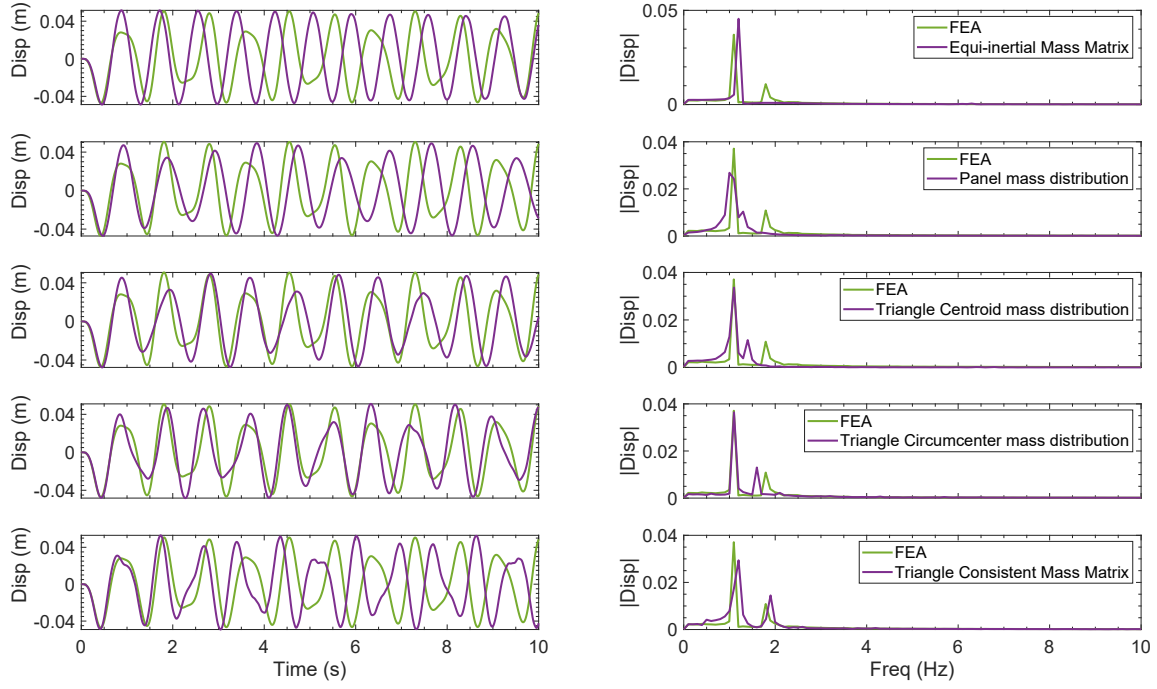 Disp (m)
0.04
0
-0.04
|Disp|
0.05
0
FEA
Equi-inertial Mass Matrix
Disp (m)
0.04
0
-0.04
|Disp|
0.04
0.02
0
FEA
Panel mass distribution
Disp (m)
0.04
0
-0.04
|Disp|
0.04
0.02
0
FEA
Triangle Centroid mass distribution
Disp (m)
0.04
0
-0.04
|Disp|
0.04
0.02
0
FEA
Triangle Circumcenter mass distribution
Disp (m)
0.04
0
-0.04
0 2 4 6 8 10
Time (s)
|Disp|
0.04
0.02
0
FEA
Triangle Consistent Mass Matrix
0 2 4 6 8 10
Freq (Hz)